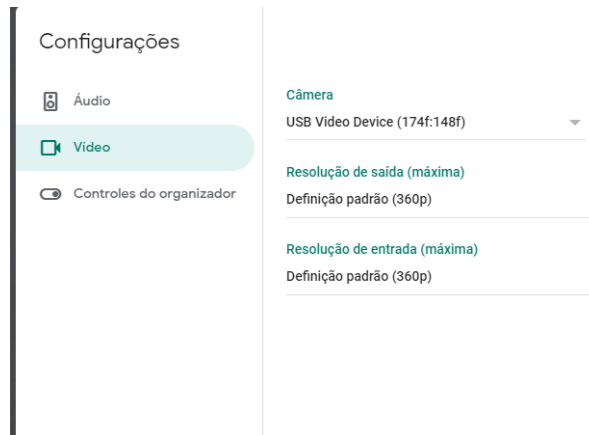 Configurações
Áudio
Vídeo
Controles do organizador
Câmera
USB Video Device (174f:148f)
Resolução de saída (máxima)
Definição padrão (360p)
Resolução de entrada (máxima)
Definição padrão (360p)